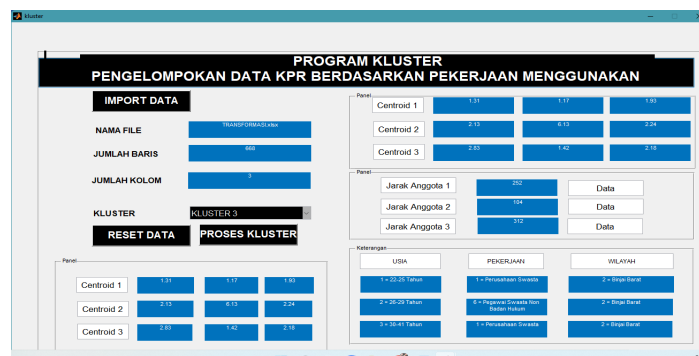 kluster
PROGRAM KLUSTER
PENGELOMPOKAN DATA KPR BERDASARKAN PEKERJAAN MENGGUNAKAN
IMPORT DATA
NAMA FILE
TRANSFORMASI.xlsx
JUMLAH BARIS
668
JUMLAH KOLOM
3
KLUSTER
KLUSTER 3
RESET DATA
PROSES KLUSTER
Panel
Centroid 1
1.31
1.17
1.93
Centroid 2
2.13
6.13
2.24
Centroid 3
2.83
1.42
2.18
Panel
Centroid 1
1.31
1.17
1.93
Centroid 2
2.13
6.13
2.24
Centroid 3
2.83
1.42
2.18
Panel
Jarak Anggota 1
252
Data
Jarak Anggota 2
104
Data
Jarak Anggota 3
312
Data
Keterangan
USIA
PEKERJAAN
WILAYAH
1 = 22-25 Tahun
1 = Perusahaan Swasta
2 = Binjai Barat
2 = 26-29 Tahun
6 = Pegawai Swasta Non
Badan Hukum
2 = Binjai Barat
3 = 30-41 Tahun
1 = Perusahaan Swasta
2 = Binjai Barat